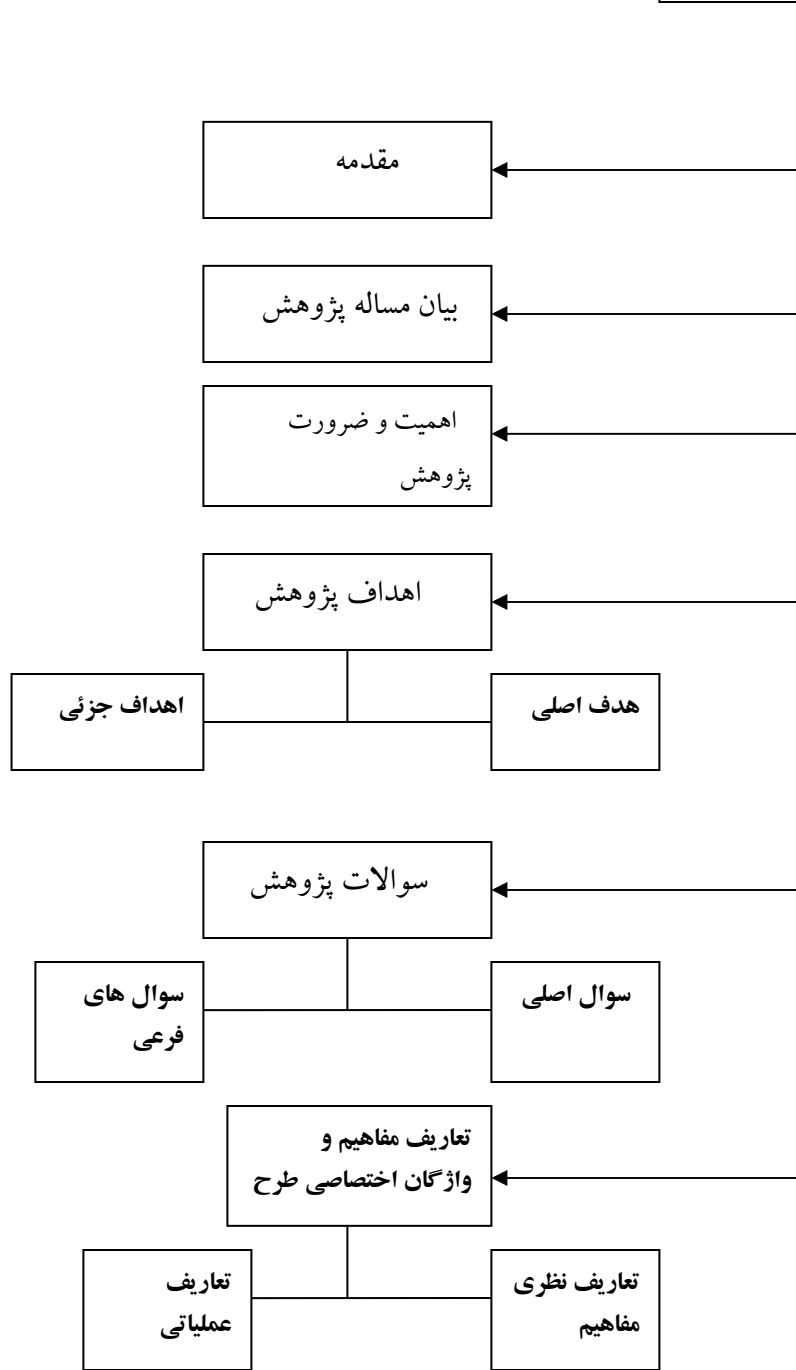 مقدمه
بیان مساله پژوهش
اهمیت و ضرورت
پژوهش
اهداف پژوهش
هدف اصلی
اهداف جزئی
سوالات پژوهش
سوال اصلی
سوال های
فرعی
تعاریف مفاهیم و
واژگان اختصاصی طرح
تعاریف نظری
مفاهیم
تعاریف
عملیاتی